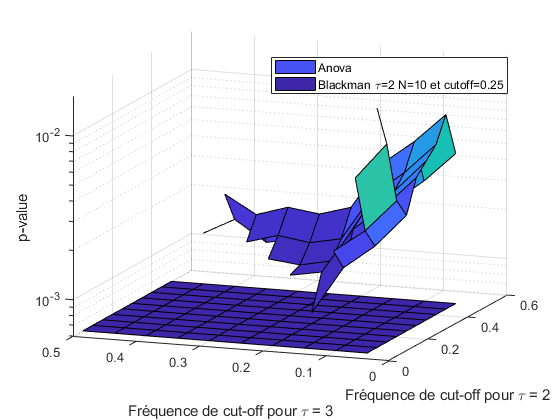 Anova
Blackman τ=2 N=10 et cutoff=0.25
10⁻²
10⁻³
p-value
0.5
0.4
0.3
0.2
0.1
0
0
0.2
0.4
0.6
Fréquence de cut-off pour τ = 2
Fréquence de cut-off pour τ = 3